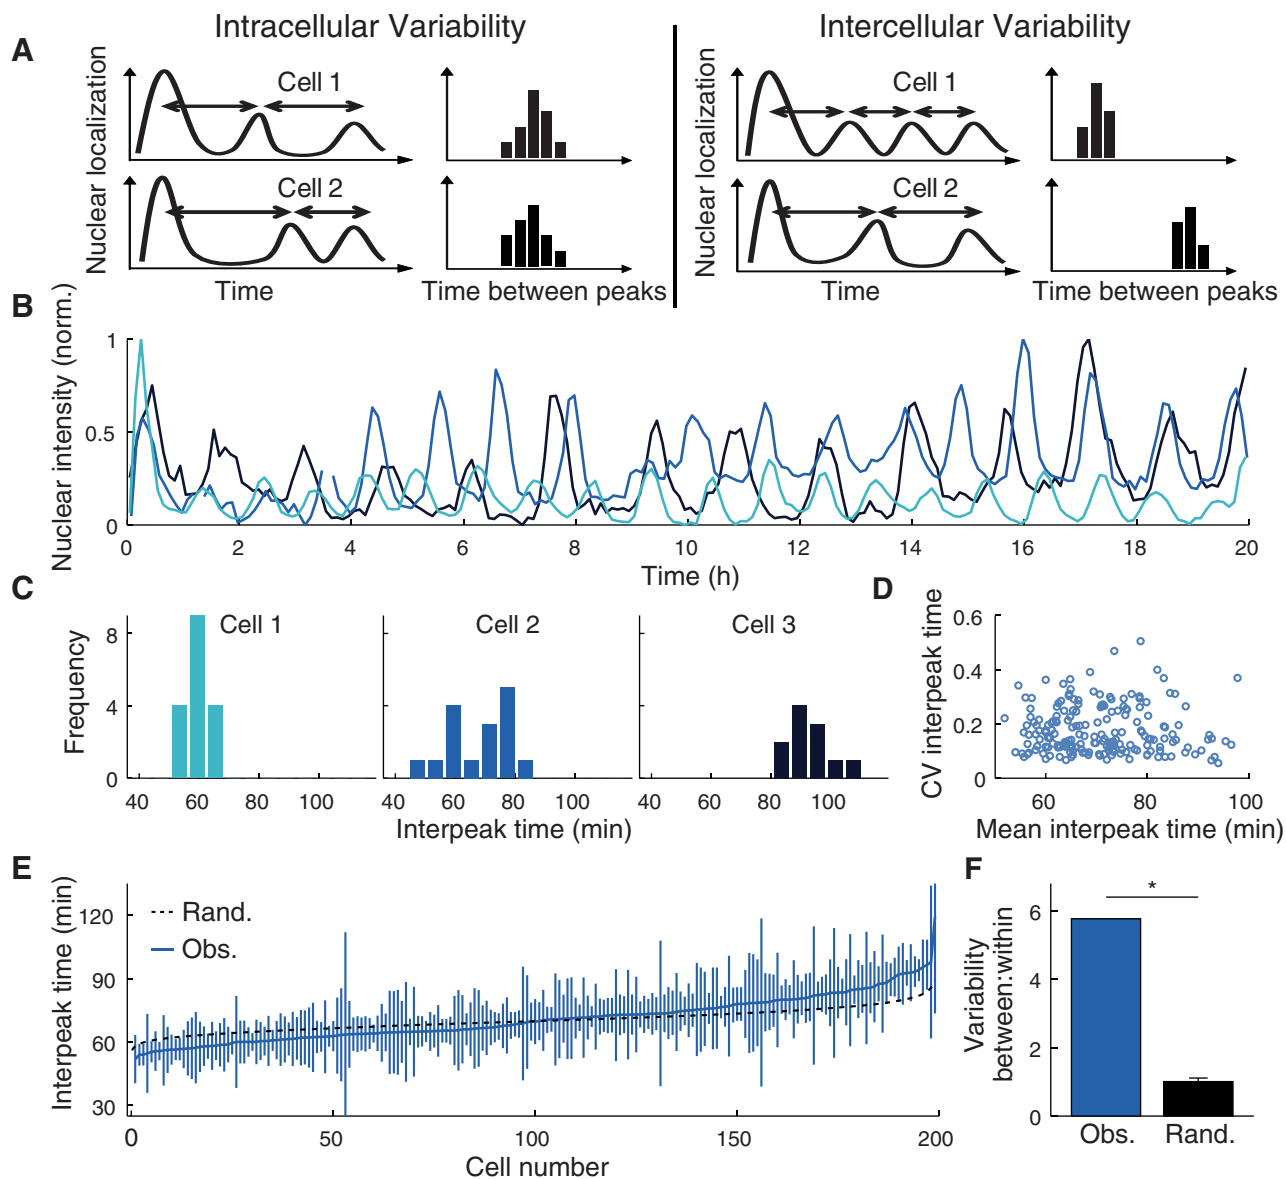 Intracellular Variability
Intercellular Variability
A
Nuclear localization
Cell 1
Cell 2
Time
Time between peaks
Nuclear localization
Cell 1
Cell 2
Time
Time between peaks
B
Nuclear intensity (norm.)
1
0.5
0
0 2 4 6 8 10 12 14 16 18 20
Time (h)
C
Frequency
8
4
0
Cell 1
Cell 2
Cell 3
40 60 80 100
40 60 80 100
40 60 80 100
Interpeak time (min)
D
CV interpeak time
0.6
0.4
0.2
0
60 80 100
Mean interpeak time (min)
E
Interpeak time (min)
120
90
60
30
Rand.
Obs.
0 50 100 150 200
Cell number
F
Variability
between:within
6
4
2
0
*
Obs. Rand.